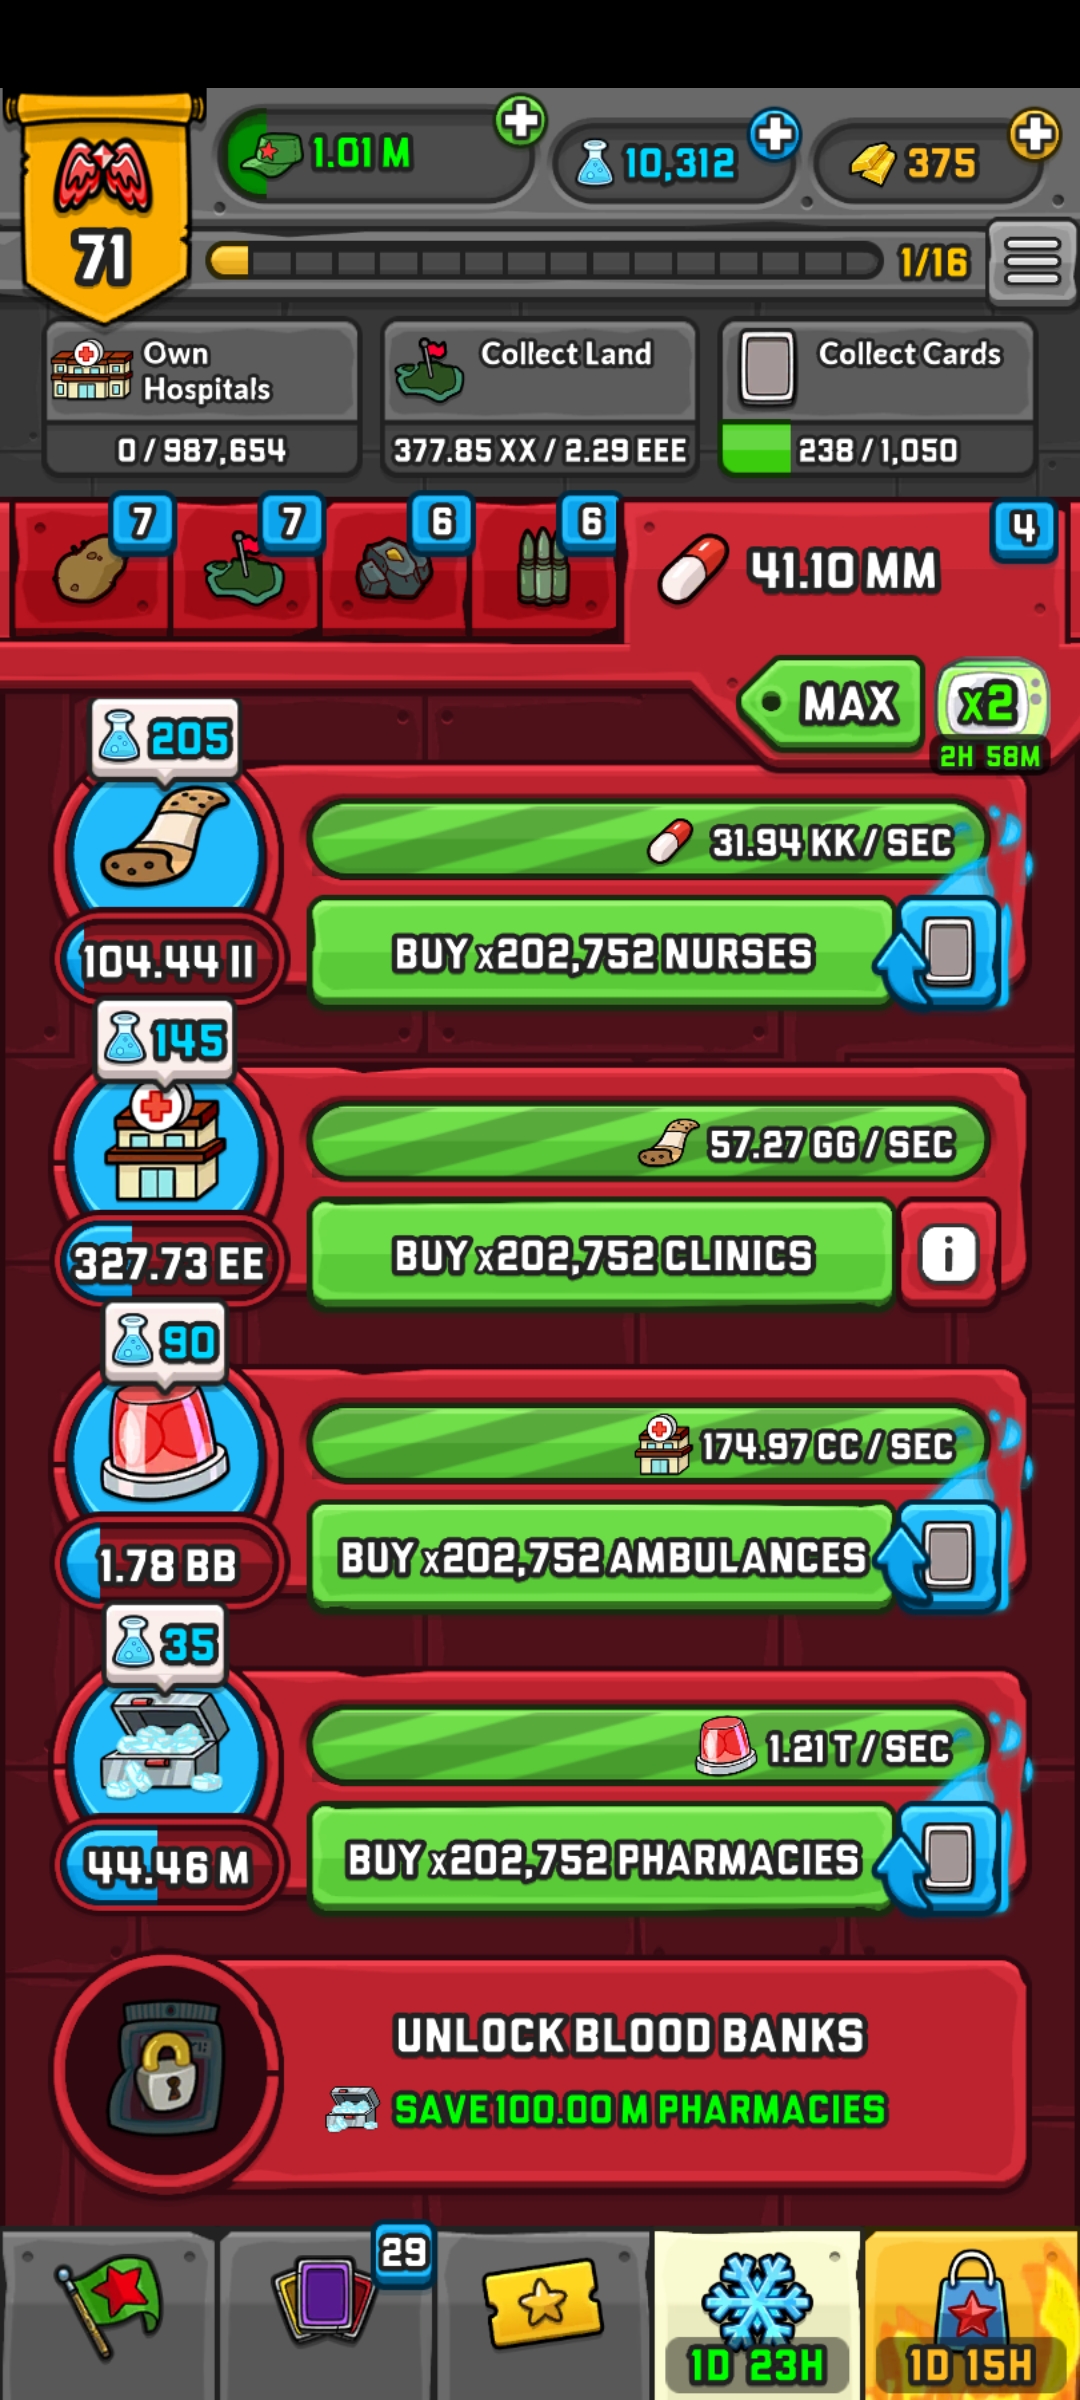 1.01 M
10,312
375
71
1/16
Own
Hospitals
0 / 987,654
Collect Land
377.85 XX / 2.29 EEE
Collect Cards
238 / 1,050
7
7
6
6
41.10 MM
4
MAX
x2
2H 58M
205
31.94 KK / SEC
104.44 II
BUY x202,752 NURSES
145
57.27 GG / SEC
327.73 EE
BUY x202,752 CLINICS
i
90
174.97 CC / SEC
1.78 BB
BUY x202,752 AMBULANCES
35
1.21 T / SEC
44.46 M
BUY x202,752 PHARMACIES
UNLOCK BLOOD BANKS
SAVE 100.00 M PHARMACIES
29
1D 23H
1D 15H